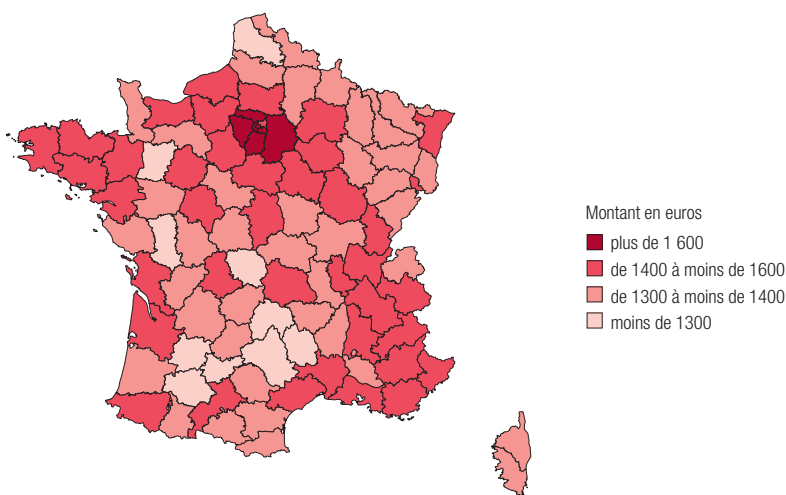 Montant en euros
plus de 1 600
de 1400 à moins de 1600
de 1300 à moins de 1400
moins de 1300